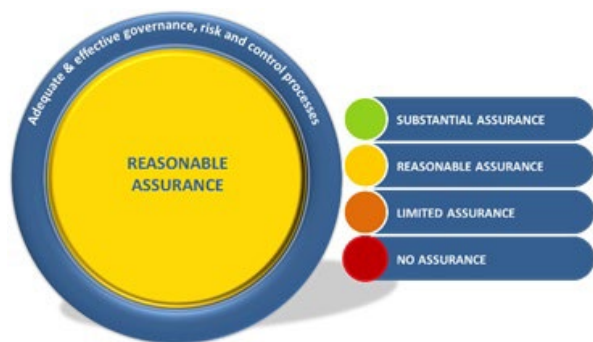 Adequate & effective governance, risk and control processes
REASONABLE
ASSURANCE
SUBSTANTIAL ASSURANCE
REASONABLE ASSURANCE
LIMITED ASSURANCE
NO ASSURANCE